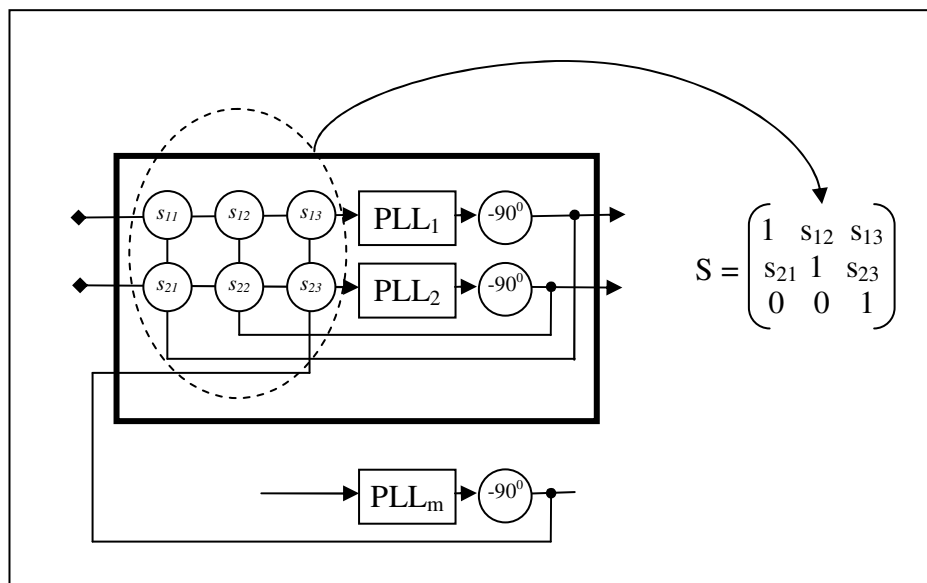 s₁₁ s₁₂ s₁₃ PLL₁ -90⁰
s₂₁ s₂₂ s₂₃ PLL₂ -90⁰
S =
1 s₁₂ s₁₃
s₂₁ 1 s₂₃
0 0 1
PLLₘ -90⁰